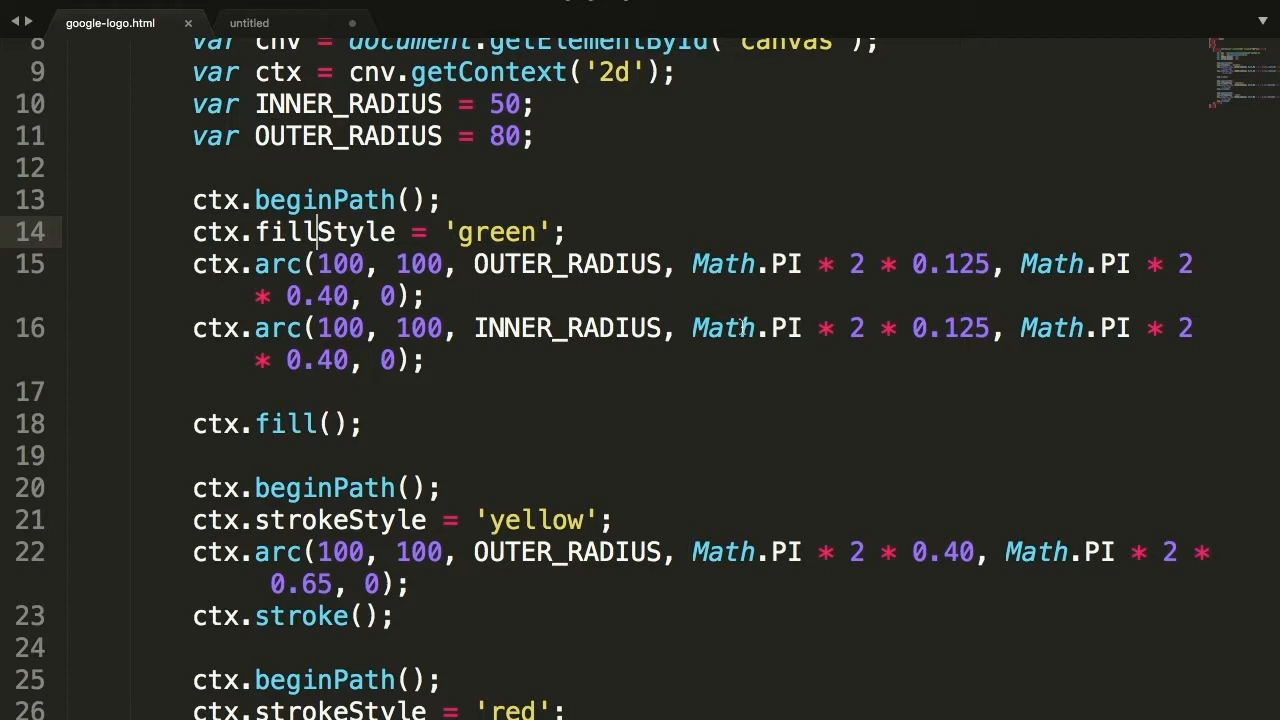 google-logo.html × untitled
8 var cnv = document.getElementById('canvas');
9 var ctx = cnv.getContext('2d');
10 var INNER_RADIUS = 50;
11 var OUTER_RADIUS = 80;
12
13 ctx.beginPath();
14 ctx.fillStyle = 'green';
15 ctx.arc(100, 100, OUTER_RADIUS, Math.PI * 2 * 0.125, Math.PI * 2
* 0.40, 0);
16 ctx.arc(100, 100, INNER_RADIUS, Math.PI * 2 * 0.125, Math.PI * 2
* 0.40, 0);
17
18 ctx.fill();
19
20 ctx.beginPath();
21 ctx.strokeStyle = 'yellow';
22 ctx.arc(100, 100, OUTER_RADIUS, Math.PI * 2 * 0.40, Math.PI * 2 *
0.65, 0);
23 ctx.stroke();
24
25 ctx.beginPath();
26 ctx.strokeStyle = 'red';